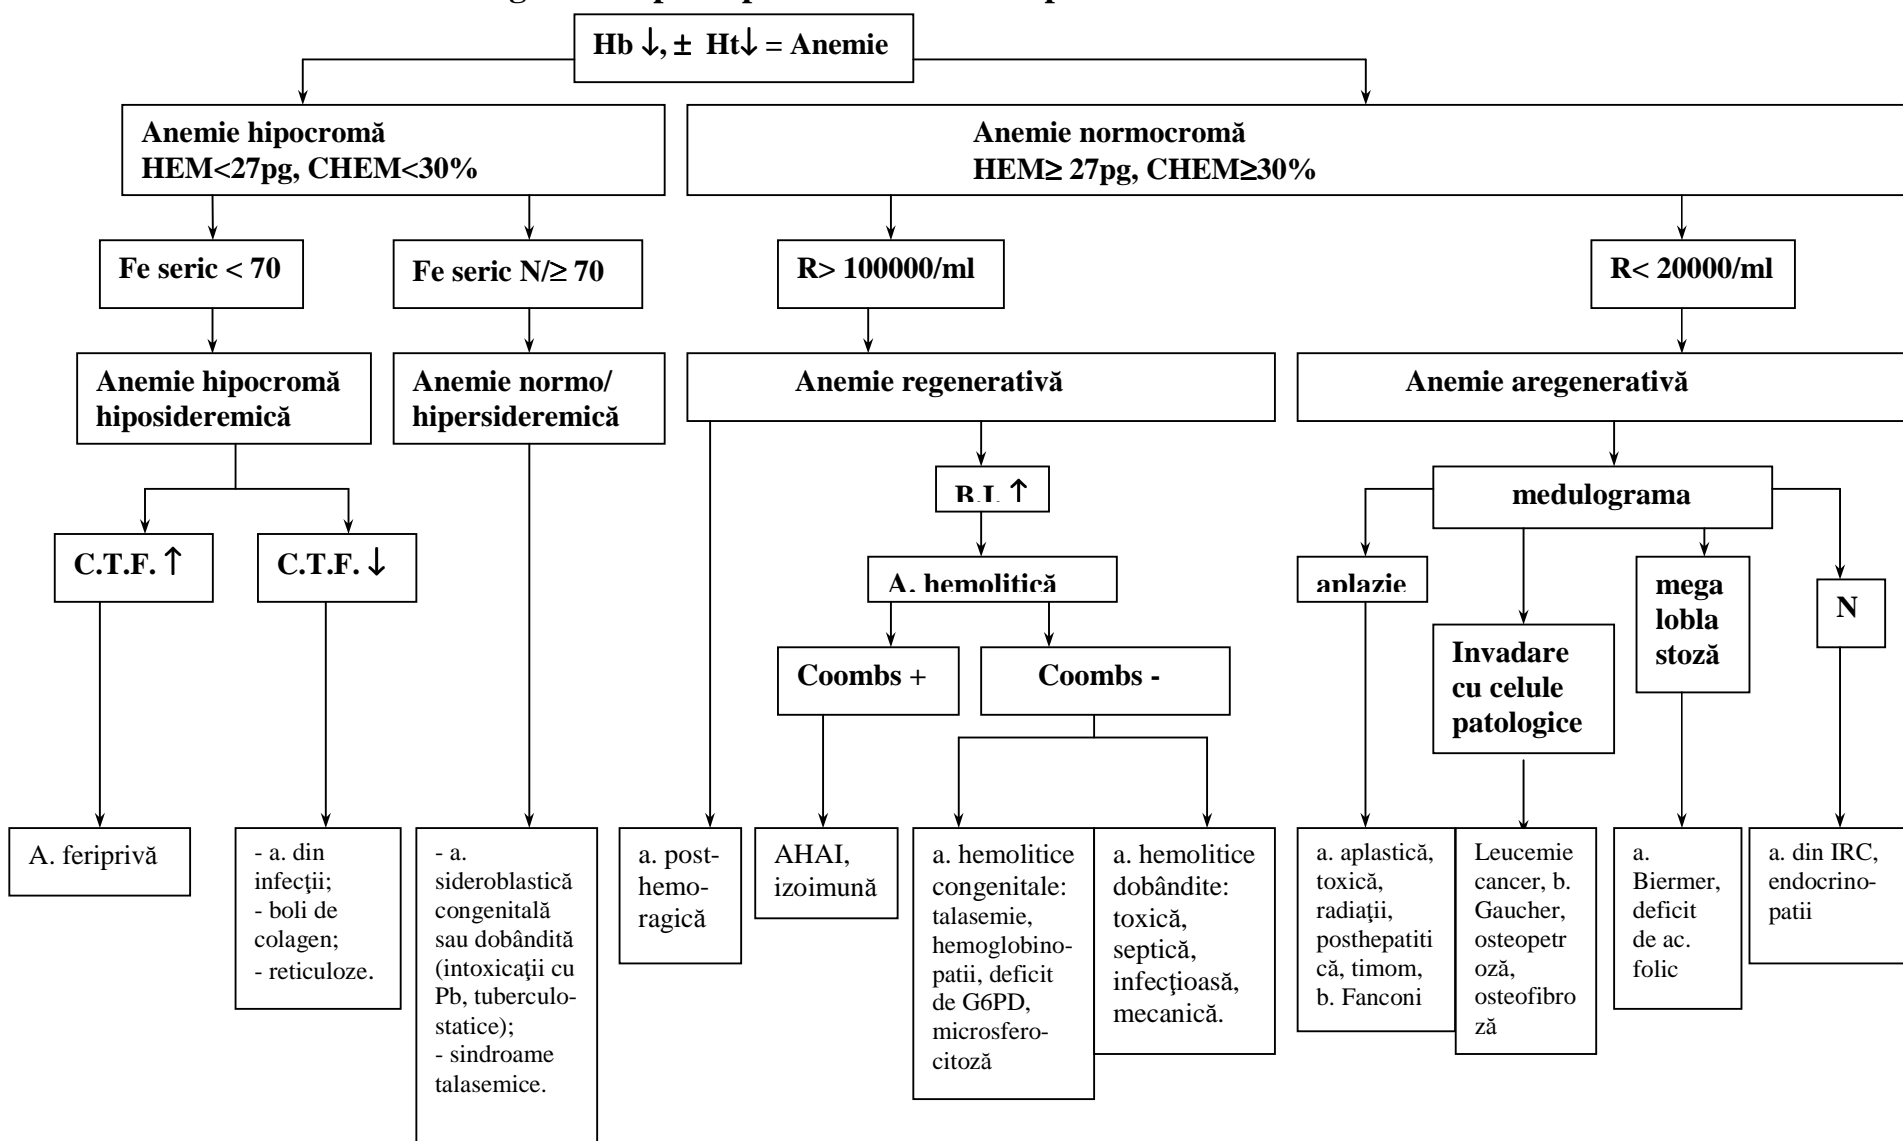 Hb ↓, ± Ht↓ = Anemie
Anemie hipocromă
HEM<27pg, CHEM<30%
Anemie normocromă
HEM≥ 27pg, CHEM≥30%
Fe seric < 70
Fe seric N/≥ 70
R> 100000/ml
R< 20000/ml
Anemie hipocromă
hiposideremică
Anemie normo/
hipersideremică
Anemie regenerativă
Anemie aregenerativă
B.I. ↑
medulograma
C.T.F. ↑
C.T.F. ↓
A. hemolitică
aplazie
mega
lobla
stoză
N
Invadare
cu celule
patologice
Coombs +
Coombs -
A. feriprivă
- a. din
infecţii;
- boli de
colagen;
- reticuloze.
- a.
sideroblastică
congenitală
sau dobândită
(intoxicaţii cu
Pb, tuberculo-
statice);
- sindroame
talasemice.
a. post-
hemo-
ragică
AHAI,
izoimună
a. hemolitice
congenitale:
talasemie,
hemoglobino-
patii, deficit
de G6PD,
microsfero-
citoză
a. hemolitice
dobândite:
toxică,
septică,
infecţioasă,
mecanică.
a. aplastică,
toxică,
radiaţii,
posthepatiti
că, timom,
b. Fanconi
Leucemie
cancer, b.
Gaucher,
osteopetr
oză,
osteofibro
ză
a.
Biermer,
deficit
de ac.
folic
a. din IRC,
endocrino-
patii